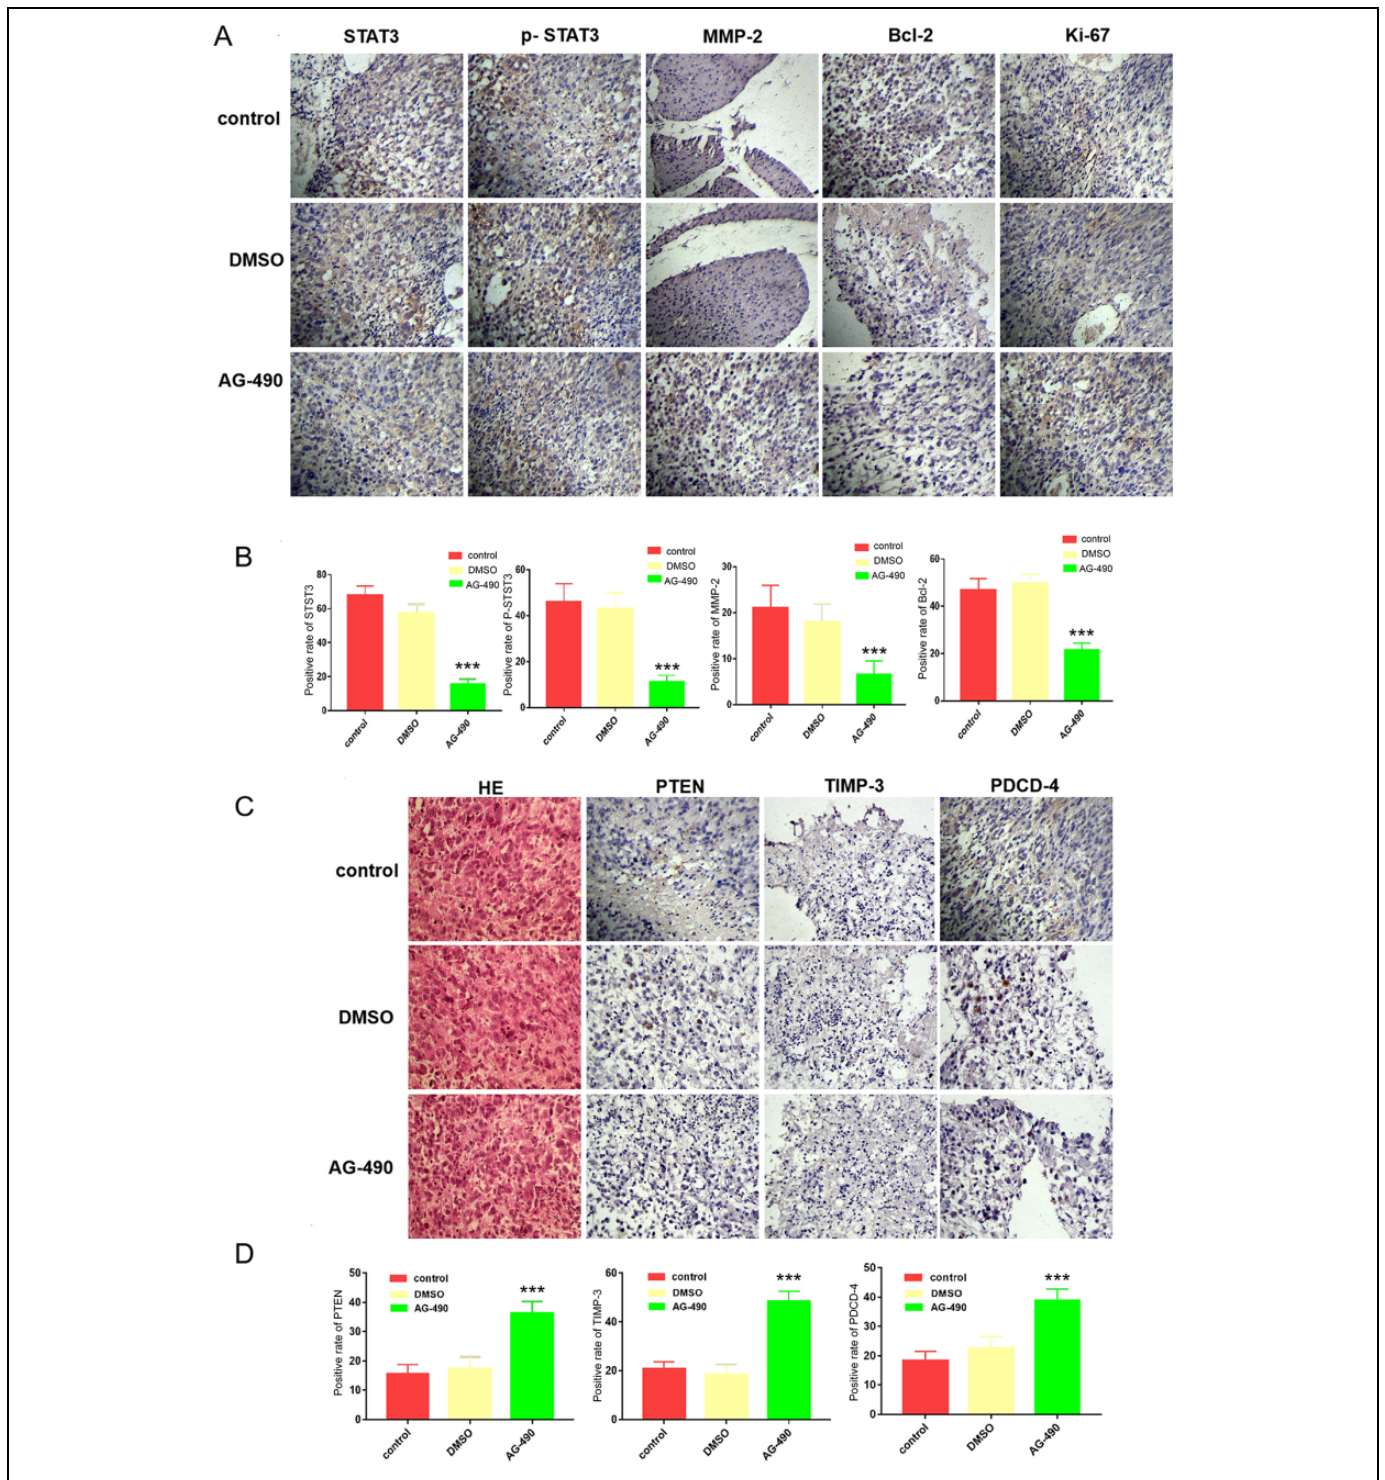 A
STAT3 p- STAT3 MMP-2 Bcl-2 Ki-67
control
DMSO
AG-490
B
control
DMSO
AG-490
Positive rate of STST3
80
60
40
20
0
***
control DMSO AG-490
control
DMSO
AG-490
Positive rate of P-STST3
60
40
20
0
***
control DMSO AG-490
control
DMSO
AG-490
Positive rate of MMP-2
30
20
10
0
***
control DMSO AG-490
control
DMSO
AG-490
Positive rate of Bcl-2
60
40
20
0
***
control DMSO AG-490
C
HE PTEN TIMP-3 PDCD-4
control
DMSO
AG-490
D
control
DMSO
AG-490
Positive rate of PTEN
50
40
30
20
10
0
***
control DMSO AG-490
control
DMSO
AG-490
Positive rate of TIMP-3
60
40
20
0
***
control DMSO AG-490
control
DMSO
AG-490
Positive rate of PDCD-4
50
40
30
20
10
0
***
control DMSO AG-490